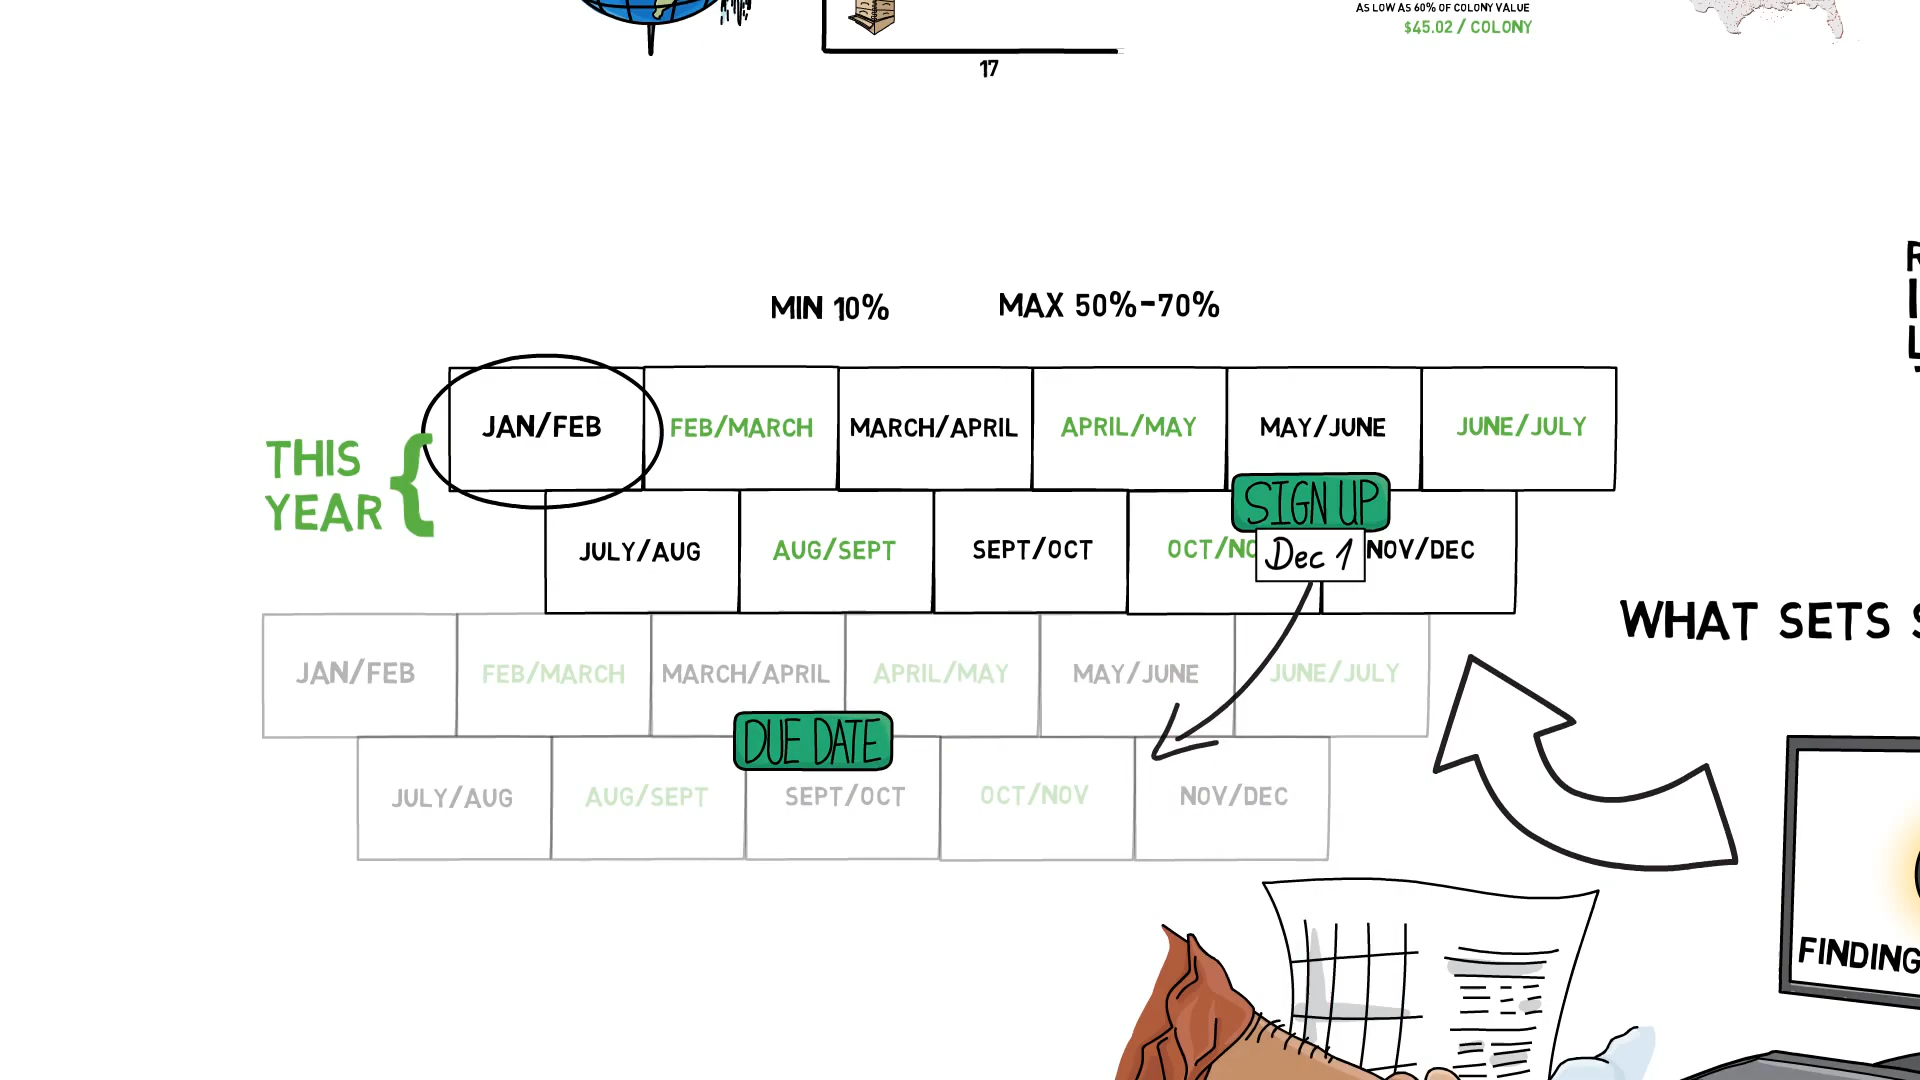 AS LOW AS 60% OF COLONY VALUE
$45.02 / COLONY
17
MIN 10% MAX 50%-70%
THIS
YEAR
JAN/FEB FEB/MARCH MARCH/APRIL APRIL/MAY MAY/JUNE JUNE/JULY
SIGN UP
Dec 1
JULY/AUG AUG/SEPT SEPT/OCT OCT/NO NOV/DEC
WHAT SETS S
JAN/FEB FEB/MARCH MARCH/APRIL APRIL/MAY MAY/JUNE JUNE/JULY
DUE DATE
JULY/AUG AUG/SEPT SEPT/OCT OCT/NOV NOV/DEC
FINDING